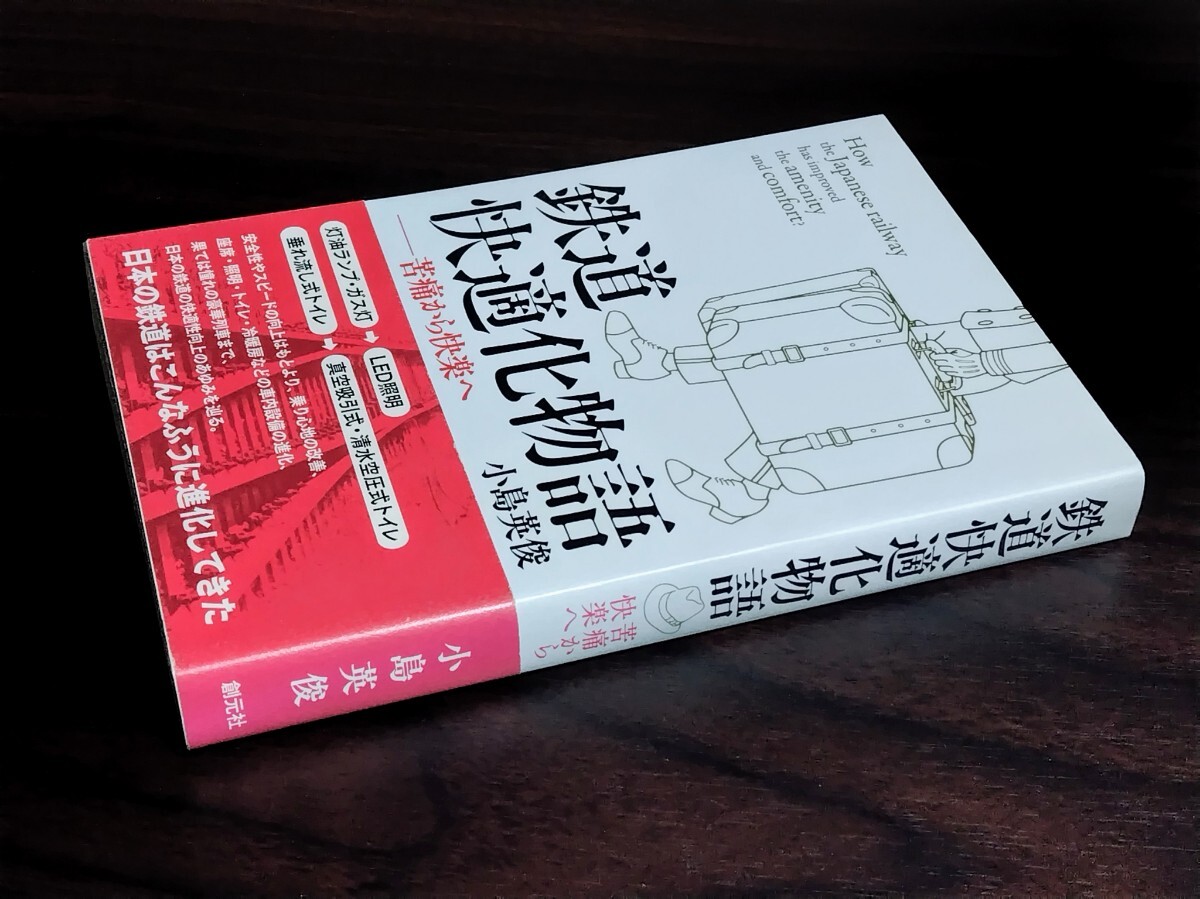 How
the Japanese railway
has improved
the amenity
and comfort?
鉄道
快適化物語
──苦痛から快楽へ
小島英俊
灯油ランプ・ガス灯→LED照明
垂れ流し式トイレ→真空吸引式・清水空圧式トイレ
安全性やスピードの向上はもとより、乗り心地の改善、
座席・照明・トイレ・冷暖房などの車内設備の進化、
果ては憧れの豪華列車まで、
日本の鉄道の快適性向上のあゆみを辿る。
日本の鉄道はこんなふうに進化してきた
鉄道快適化物語
苦痛から
快楽へ
小島英俊
創元社